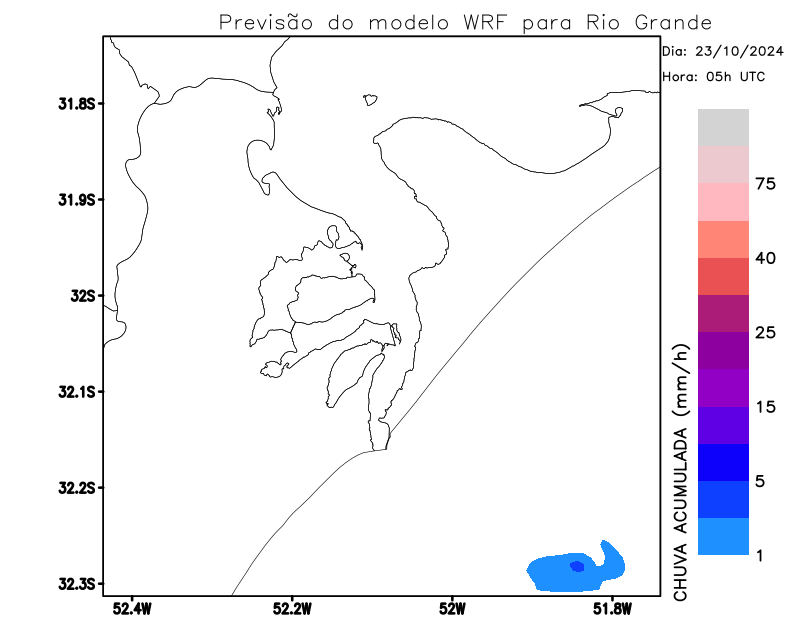 Previsão do modelo WRF para Rio Grande
Dia: 23/10/2024
Hora: 05h UTC
31.8S
31.9S
32S
32.1S
32.2S
32.3S
52.4W
52.2W
52W
51.8W
75
40
25
15
5
1
CHUVA ACUMULADA (mm/h)